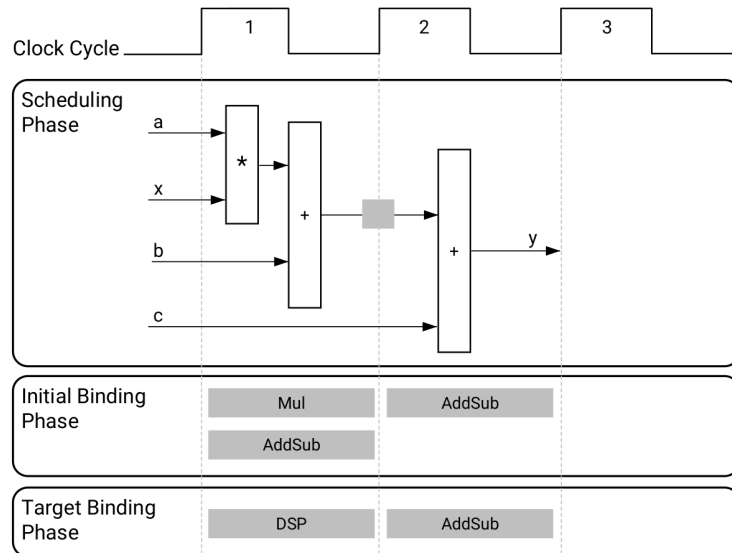 1
2
3
Clock Cycle
Scheduling
Phase
a
*
x
+
y
+
b
c
Initial Binding
Phase
Mul
AddSub
AddSub
Target Binding
Phase
DSP
AddSub